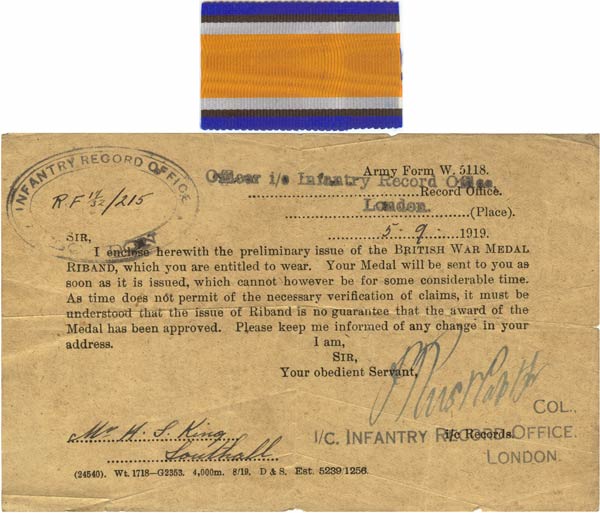 INFANTRY RECORD OFFICE
RF 17/32/215
LONDON
Army Form W. 5118.
Officer i/c Infantry Record Office
Record Office.
London. (Place).
5 . 9 . 1919.
SIR,
I enclose herewith the preliminary issue of the BRITISH WAR MEDAL
RIBAND, which you are entitled to wear. Your Medal will be sent to you as
soon as it is issued, which cannot however be for some considerable time.
As time does not permit of the necessary verification of claims, it must be
understood that the issue of Riband is no guarantee that the award of the
Medal has been approved. Please keep me informed of any change in your
address. I am,
SIR,
Your obedient Servant,
COL.,
i/c Records.
I/C. INFANTRY RECORD OFFICE.
LONDON.
Mr H. S. King
Southall
(24540). Wt. 1718—G2353. 4,000m. 8/19. D & S. Est. 5239/1256.